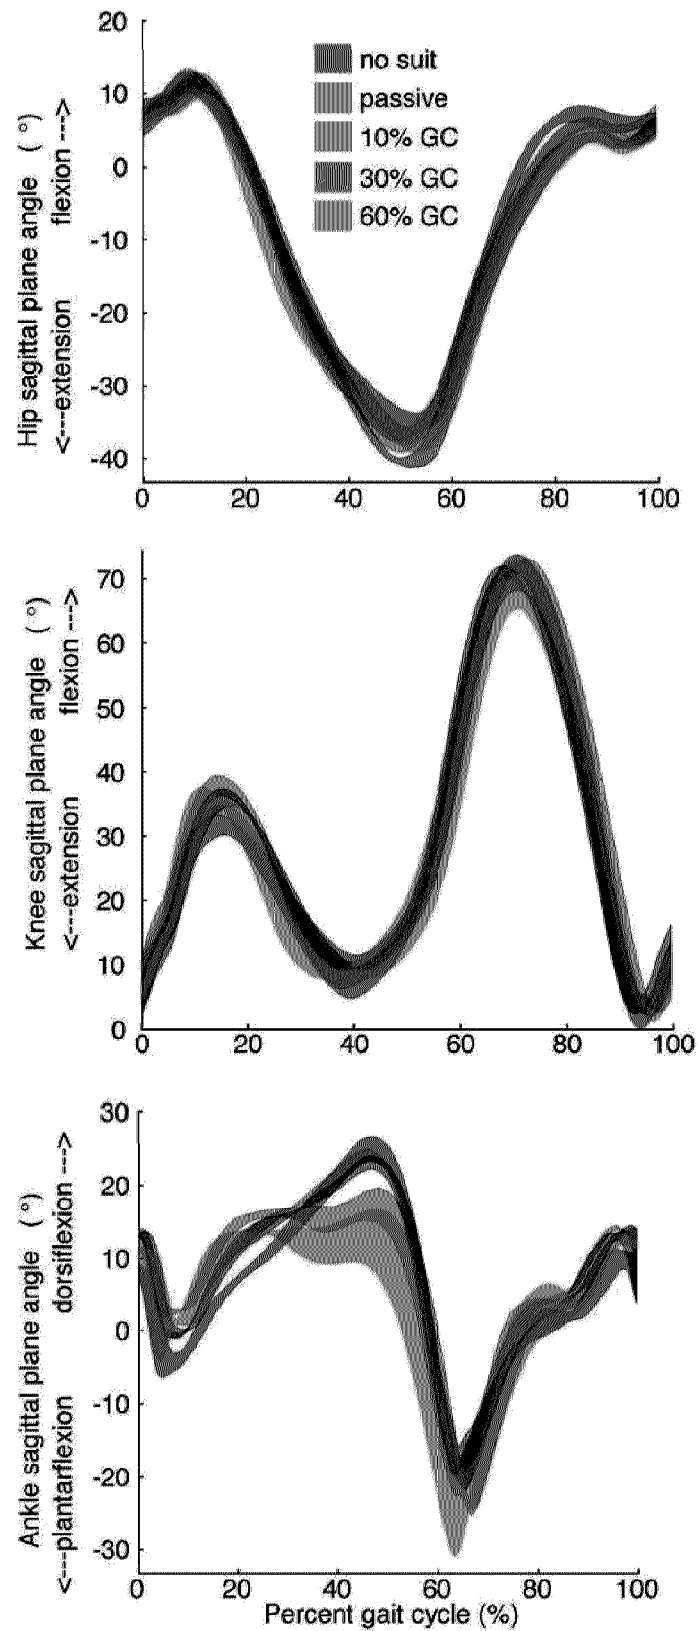 20
10
0
-10
-20
-30
-40
Hip sagittal plane angle ( °)
<---extension flexion --->
no suit
passive
10% GC
30% GC
60% GC
0 20 40 60 80 100
70
60
50
40
30
20
10
0
Knee sagittal plane angle ( °)
<---extension flexion --->
0 20 40 60 80 100
30
20
10
0
-10
-20
-30
Ankle sagittal plane angle ( °)
<---plantarflexion dorsiflexion --->
0 20 40 60 80 100
Percent gait cycle (%)